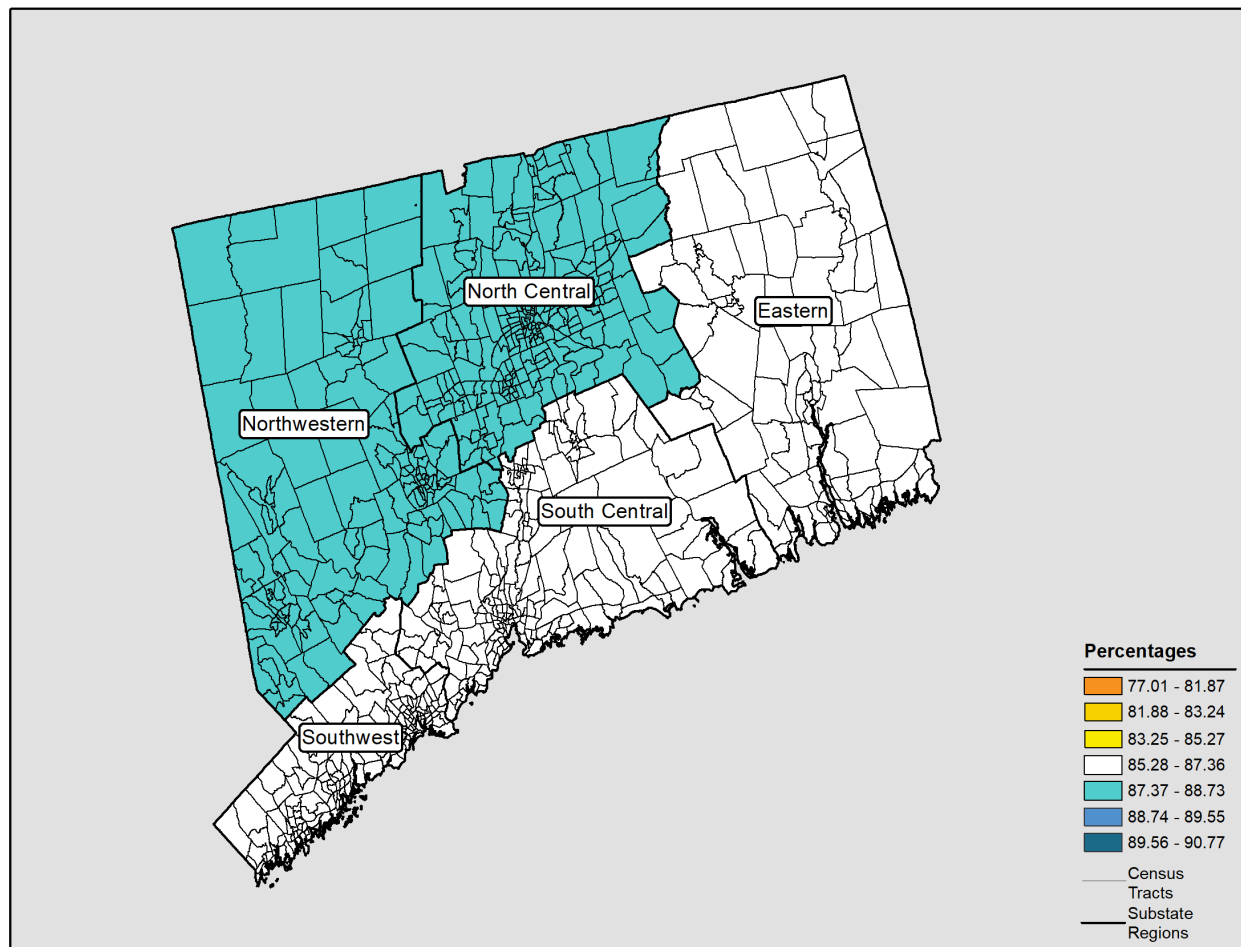 North Central
Eastern
Northwestern
South Central
Southwest
Percentages
77.01 - 81.87
81.88 - 83.24
83.25 - 85.27
85.28 - 87.36
87.37 - 88.73
88.74 - 89.55
89.56 - 90.77
Census
Tracts
Substate
Regions